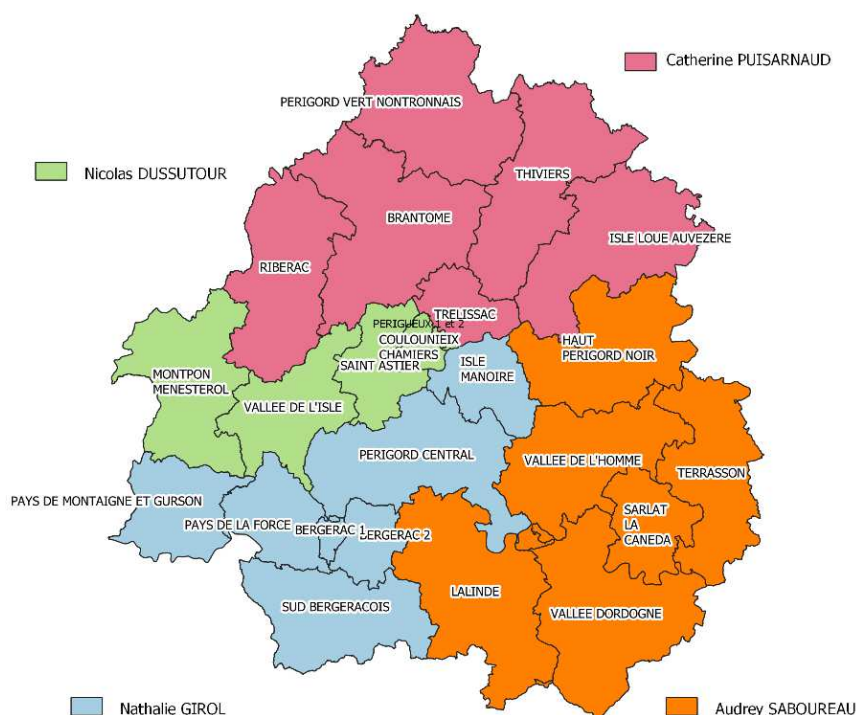 Catherine PUISARNAUD
PERIGORD VERT NONTRONNAIS
Nicolas DUSSUTOUR
THIVIERS
BRANTOME
ISLE LOUE AUVEZERE
RIBERAC
TRELISSAC
PERIGUEUX 1 et 2
COULOUNIEIX
CHAMIERS
HAUT
PERIGORD NOIR
SAINT ASTIER
ISLE
MANOIRE
MONTPON
MENESTEROL
VALLEE DE L'ISLE
PERIGORD CENTRAL
VALLEE DE L'HOMME
TERRASSON
PAYS DE MONTAIGNE ET GURSON
SARLAT
LA
CANEDA
PAYS DE LA FORCE
BERGERAC 1
BERGERAC 2
LALINDE
SUD BERGERACOIS
VALLEE DORDOGNE
Nathalie GIROL
Audrey SABOUREAU